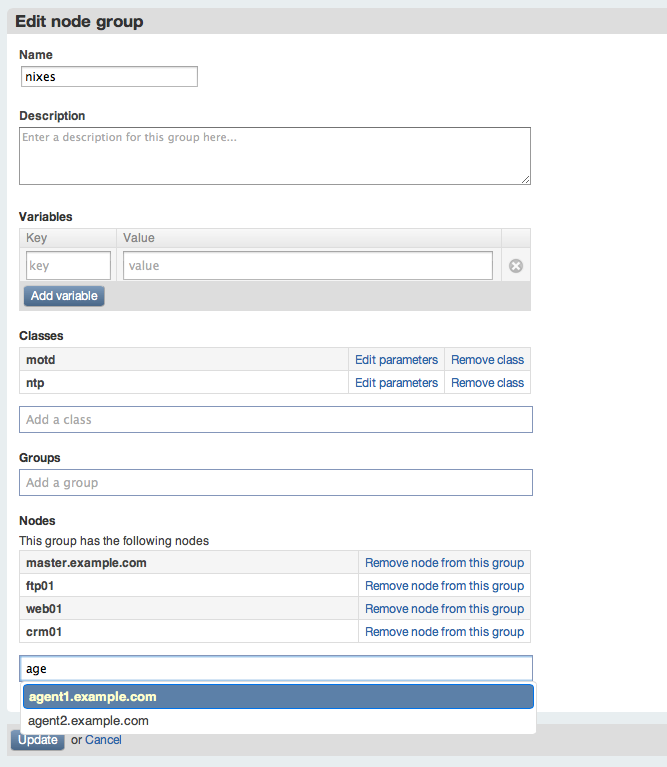 Edit node group
Name
nixes
Description
Enter a description for this group here...
Variables
Key Value
key value
Add variable
Classes
motd Edit parameters Remove class
ntp Edit parameters Remove class
Add a class
Groups
Add a group
Nodes
This group has the following nodes
master.example.com Remove node from this group
ftp01 Remove node from this group
web01 Remove node from this group
crm01 Remove node from this group
age
agent1.example.com
agent2.example.com
Update or Cancel